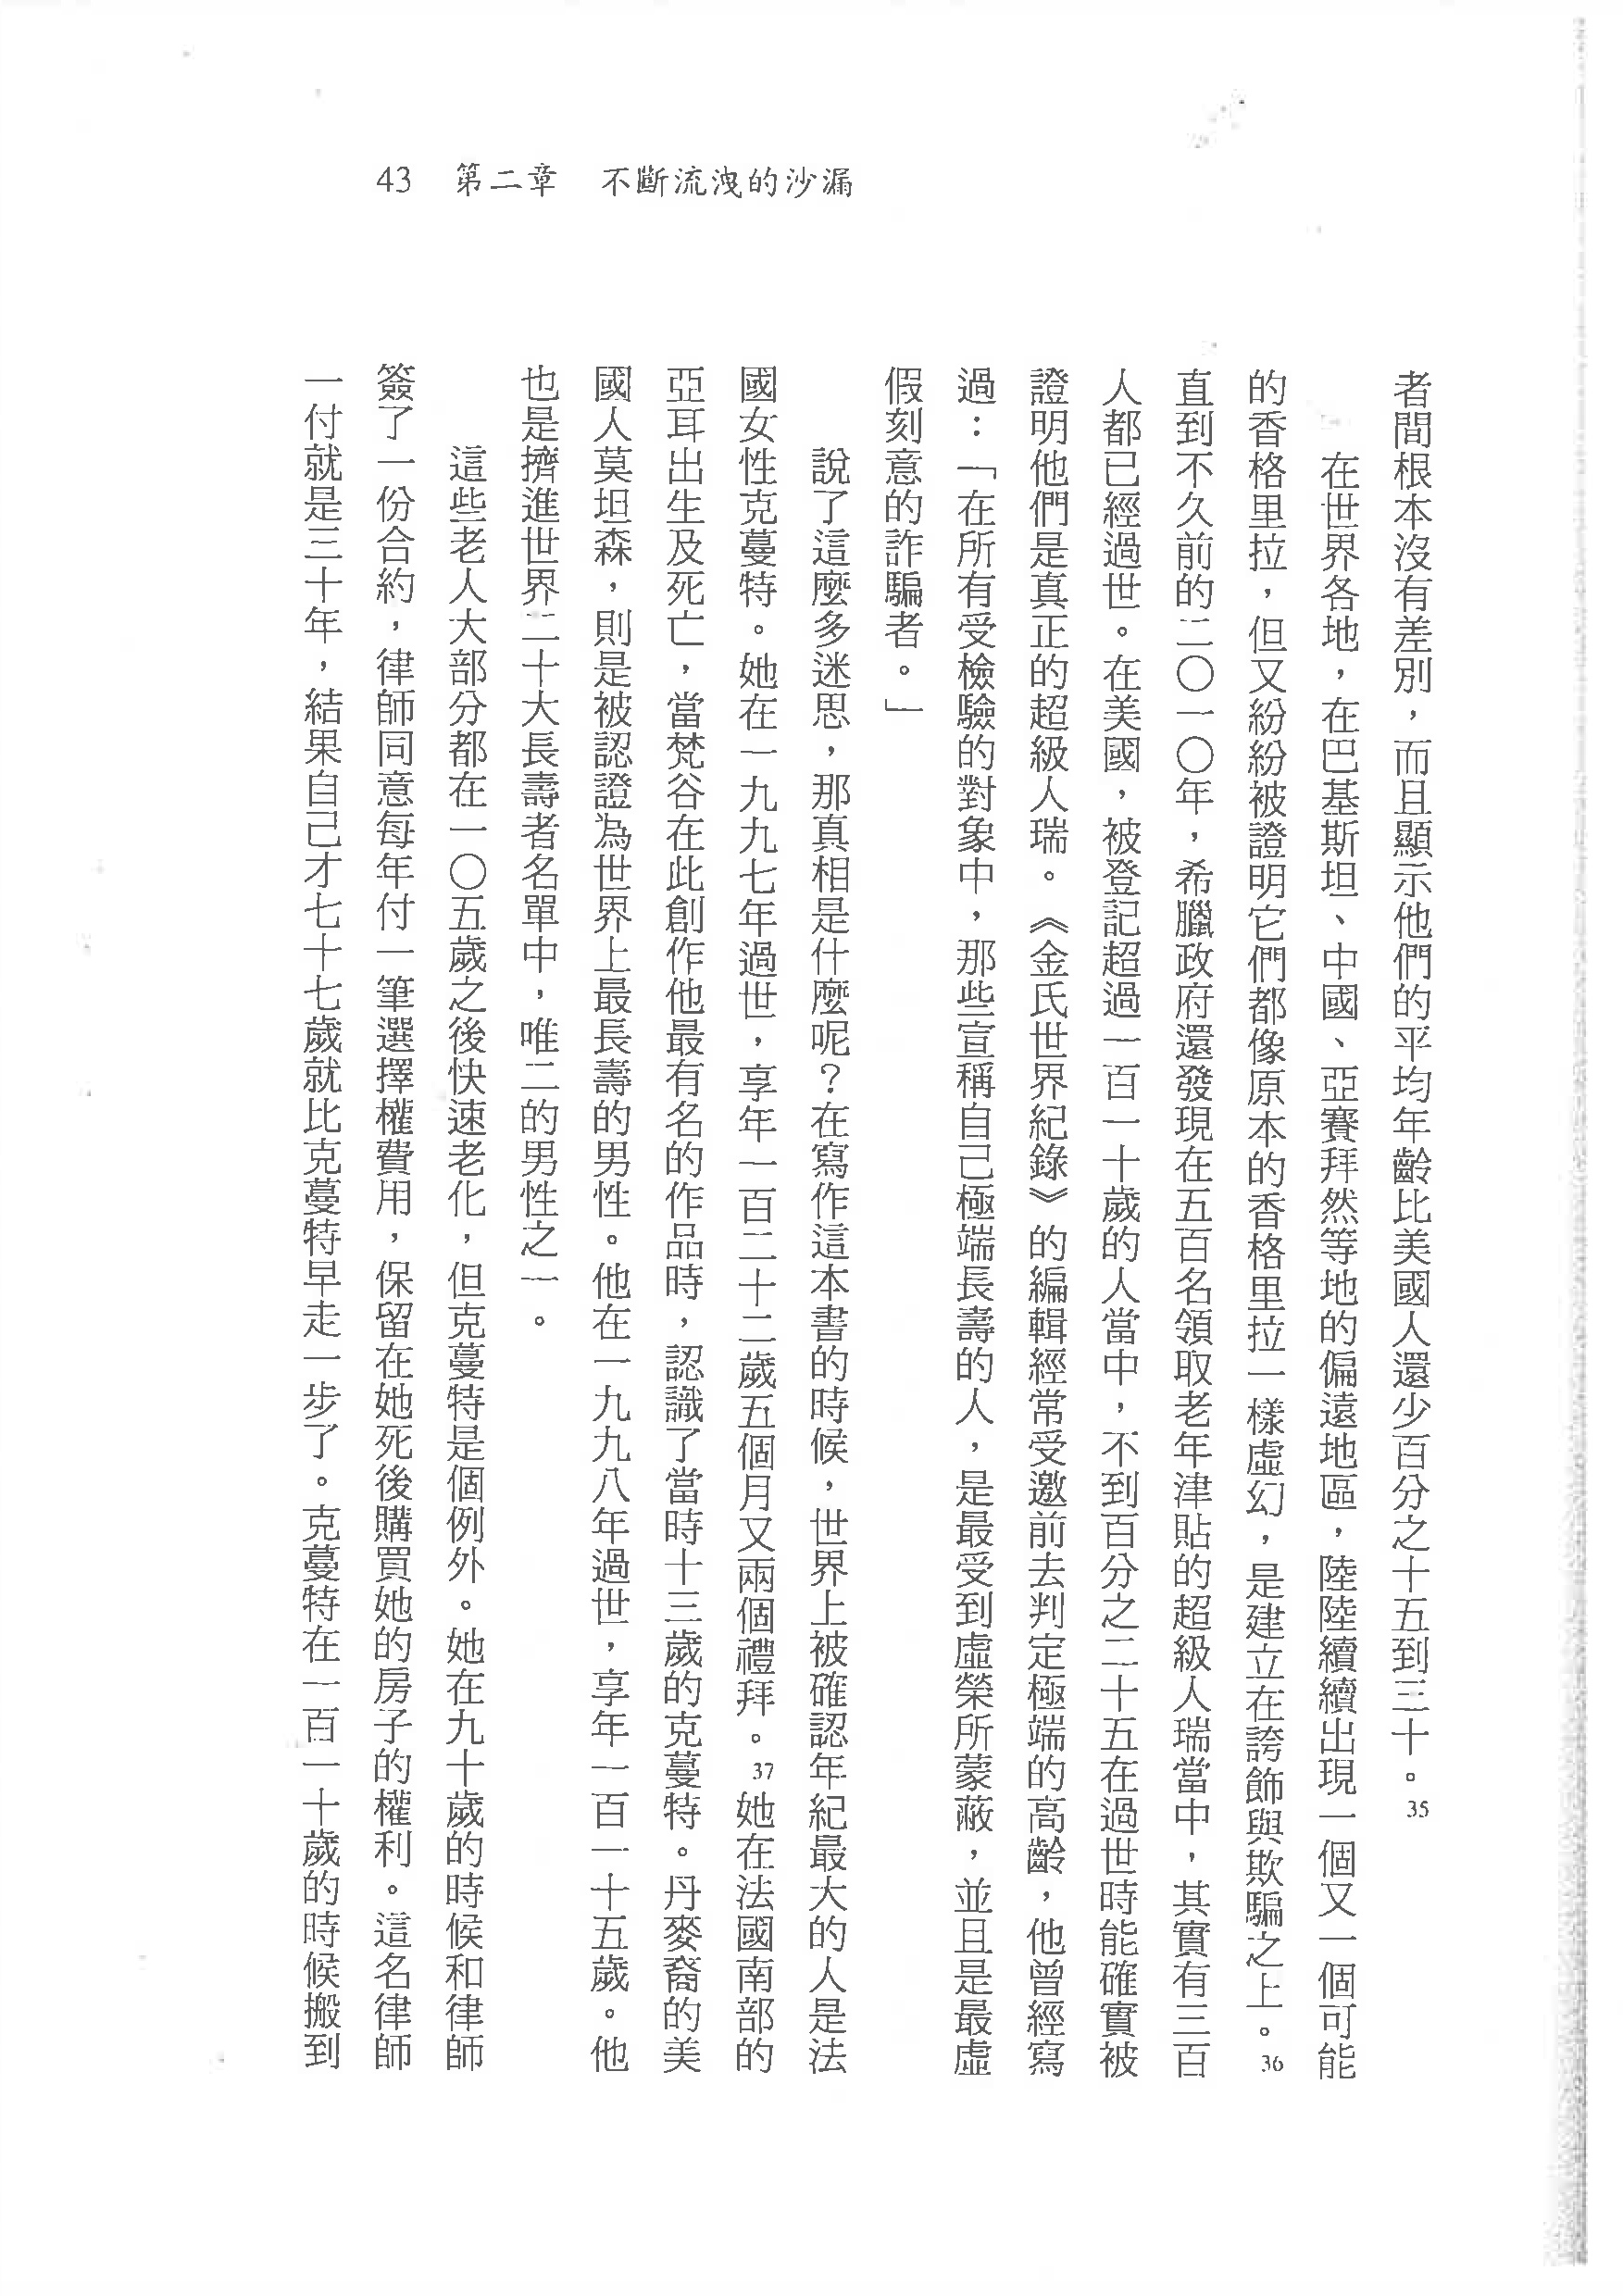 43 第二章 不斷流洩的沙漏
者間根本沒有差別，而且顯示他們的平均年齡比美國人還少百分之十五到三十。35
在世界各地，在巴基斯坦、中國、亞賽拜然等地的偏遠地區，陸陸續續出現一個又一個可能
的香格里拉，但又紛紛被證明它們都像原本的香格里拉一樣虛幻，是建立在誇飾與欺騙之上。36
直到不久前的二〇一〇年，希臘政府還發現在五百名領取老年津貼的超級人瑞當中，其實有三百
人都已經過世。在美國，被登記超過一百一十歲的人當中，不到百分之二十五在過世時能確實被
證明他們是真正的超級人瑞。《金氏世界紀錄》的編輯經常受邀前去判定極端的高齡，他曾經寫
過：「在所有受檢驗的對象中，那些宣稱自己極端長壽的人，是最受到虛榮所蒙蔽，並且是最虛
假刻意的詐騙者。」
說了這麼多迷思，那真相是什麼呢？在寫作這本書的時候，世界上被確認年紀最大的人是法
國女性克蔓特。她在一九九七年過世，享年一百二十二歲五個月又兩個禮拜。37她在法國南部的
亞耳出生及死亡，當梵谷在此創作他最有名的作品時，認識了當時十三歲的克蔓特。丹麥裔的美
國人莫坦森，則是被認證為世界上最長壽的男性。他在一九九八年過世，享年一百一十五歲。他
也是擠進世界二十大長壽者名單中，唯二的男性之一。
這些老人大部分都在一〇五歲之後快速老化，但克蔓特是個例外。她在九十歲的時候和律師
簽了一份合約，律師同意每年付一筆選擇權費用，保留在她死後購買她的房子的權利。這名律師
一付就是三十年，結果自己才七十七歲就比克蔓特早走一步了。克蔓特在一百一十歲的時候搬到